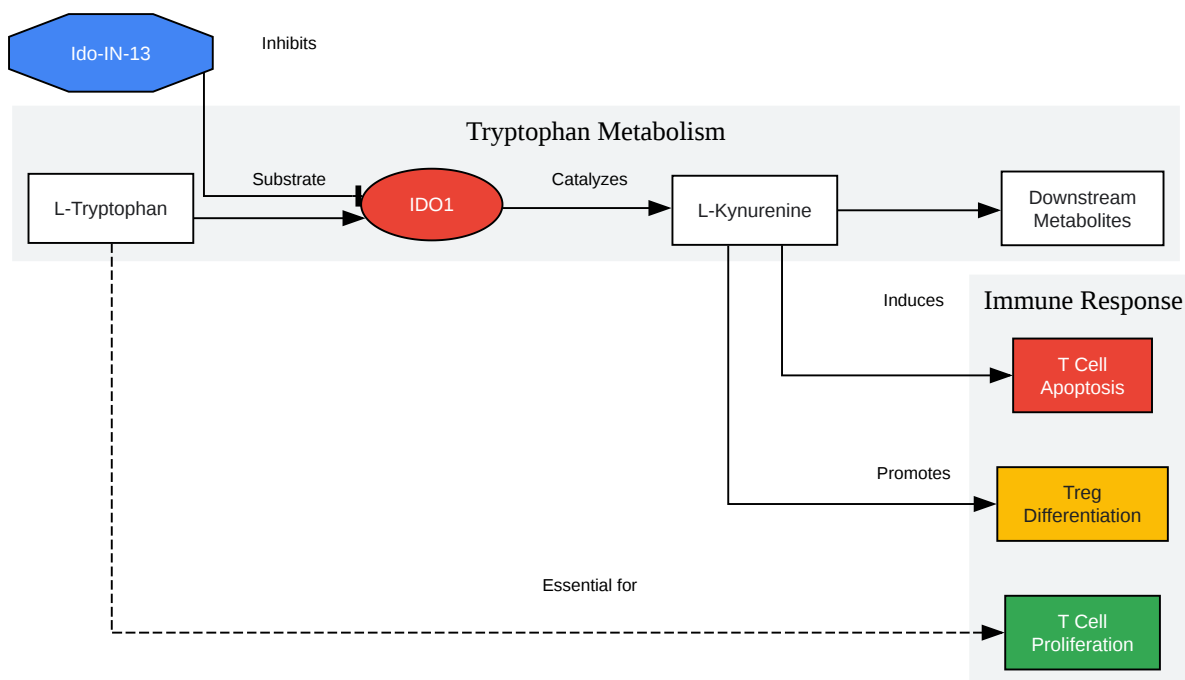 Ido-IN-13
Inhibits
Tryptophan Metabolism
Substrate
Catalyzes
L-Tryptophan
IDO1
L-Kynurenine
Downstream
Metabolites
Induces
Immune Response
T Cell
Apoptosis
Promotes
Treg
Differentiation
Essential for
T Cell
Proliferation